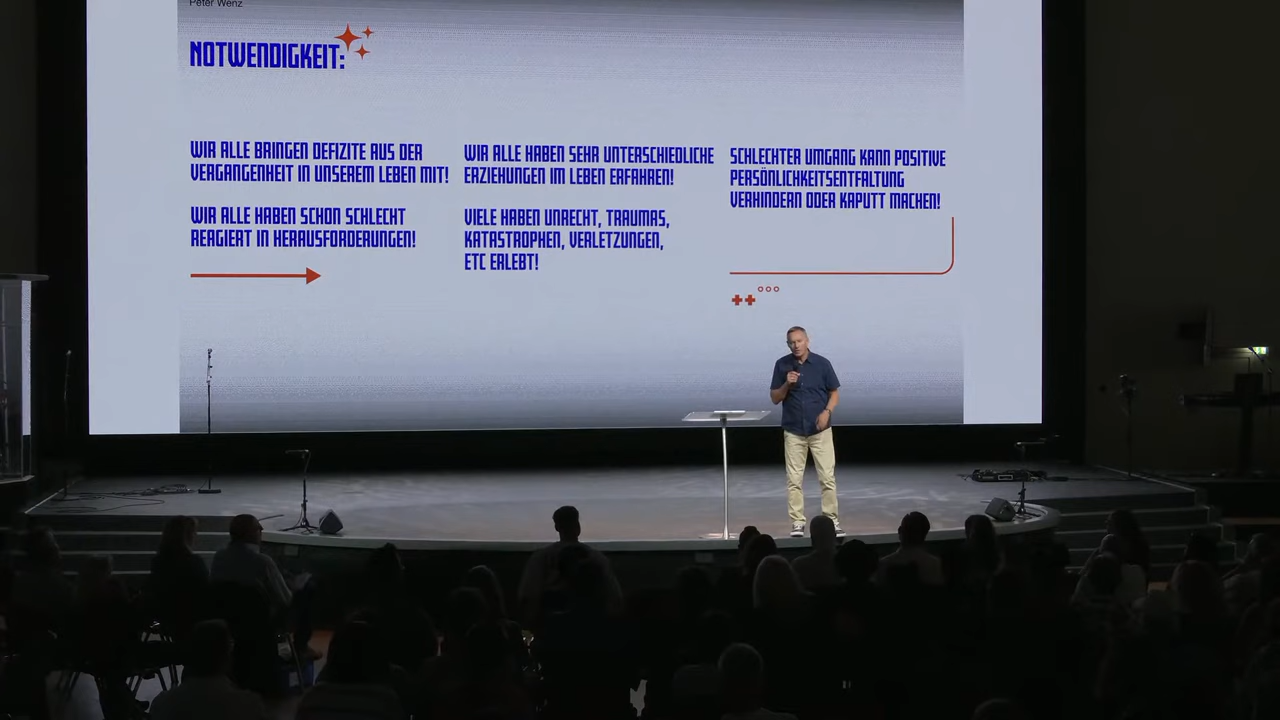 Peter Wenz
NOTWENDIGKEIT:
WIR ALLE BRINGEN DEFIZITE AUS DER
VERGANGENHEIT IN UNSEREM LEBEN MIT!
WIR ALLE HABEN SCHON SCHLECHT
REAGIERT IN HERAUSFORDERUNGEN!
WIR ALLE HABEN SEHR UNTERSCHIEDLICHE
ERZIEHUNGEN IM LEBEN ERFAHREN!
VIELE HABEN UNRECHT, TRAUMAS,
KATASTROPHEN, VERLETZUNGEN,
ETC ERLEBT!
SCHLECHTER UMGANG KANN POSITIVE
PERSÖNLICHKEITSENTFALTUNG
VERHINDERN ODER KAPUTT MACHEN!